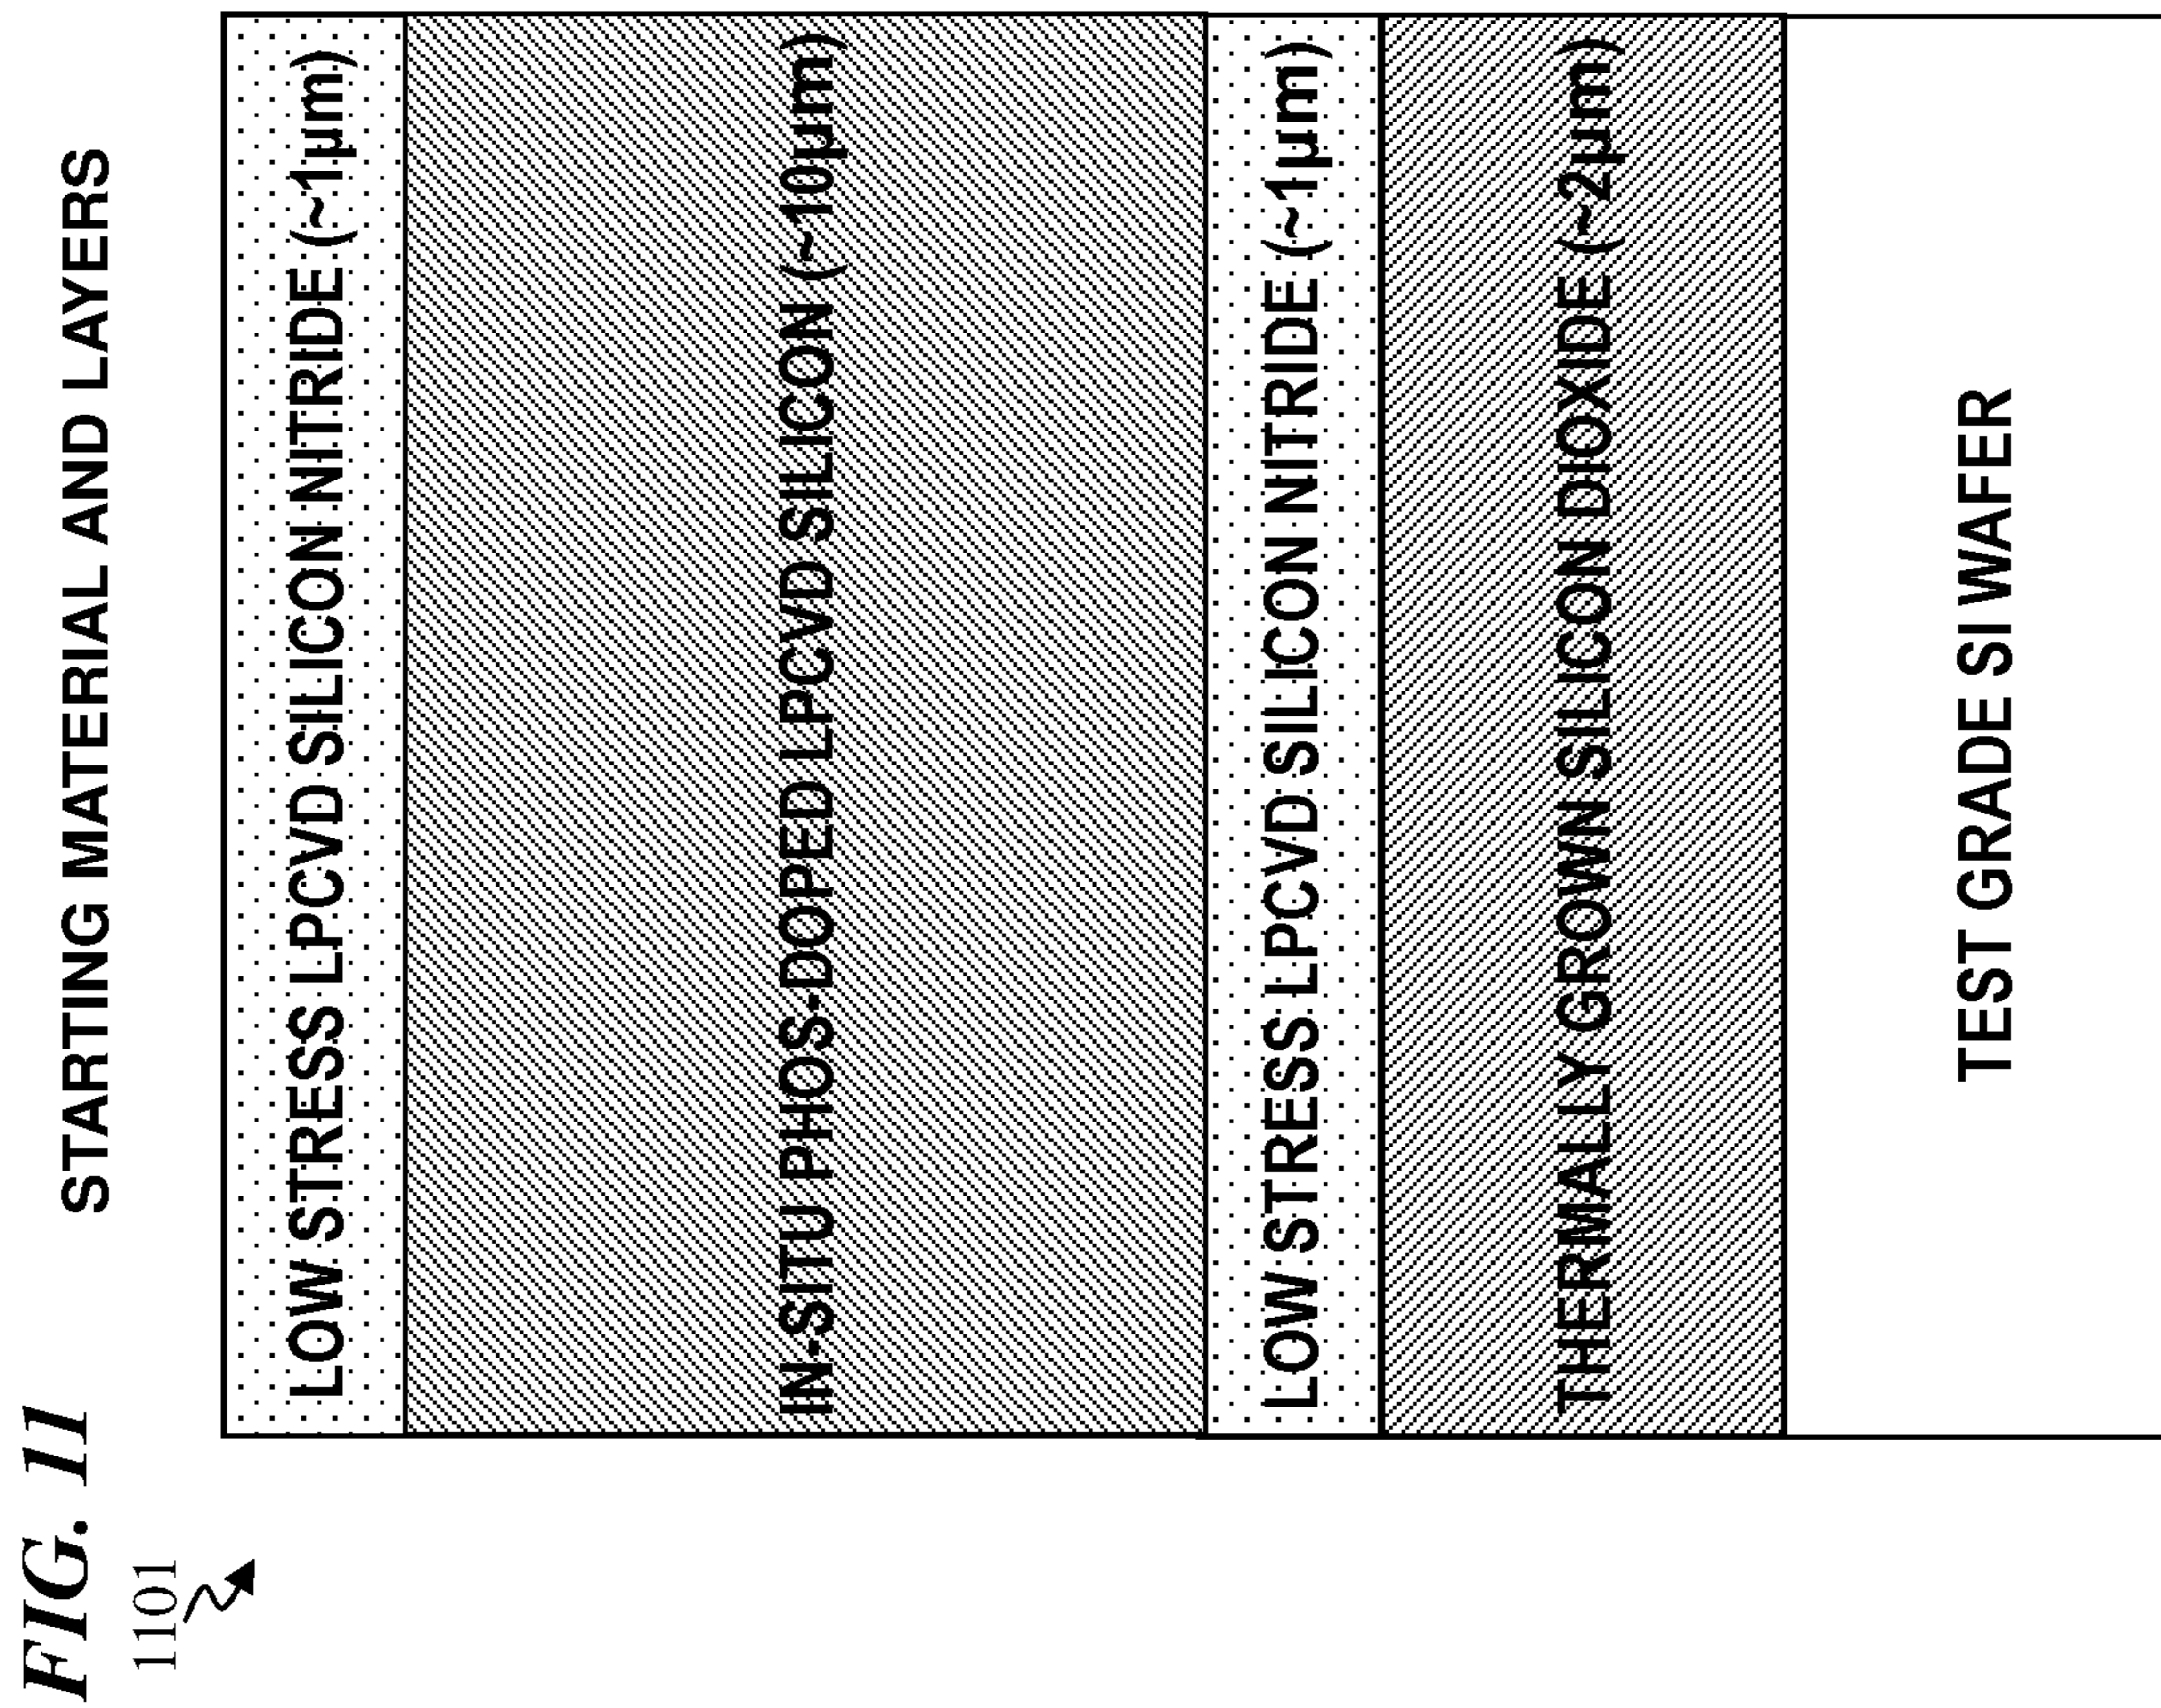 FIG. 11
1101
STARTING MATERIAL AND LAYERS
LOW STRESS LPCVD SILICON NITRIDE (~1µm)
IN-SITU PHOS-DOPED LPCVD SILICON (~10µm)
LOW STRESS LPCVD SILICON NITRIDE (~1µm)
THERMALLY GROWN SILICON DIOXIDE (~2µm)
TEST GRADE SI WAFER